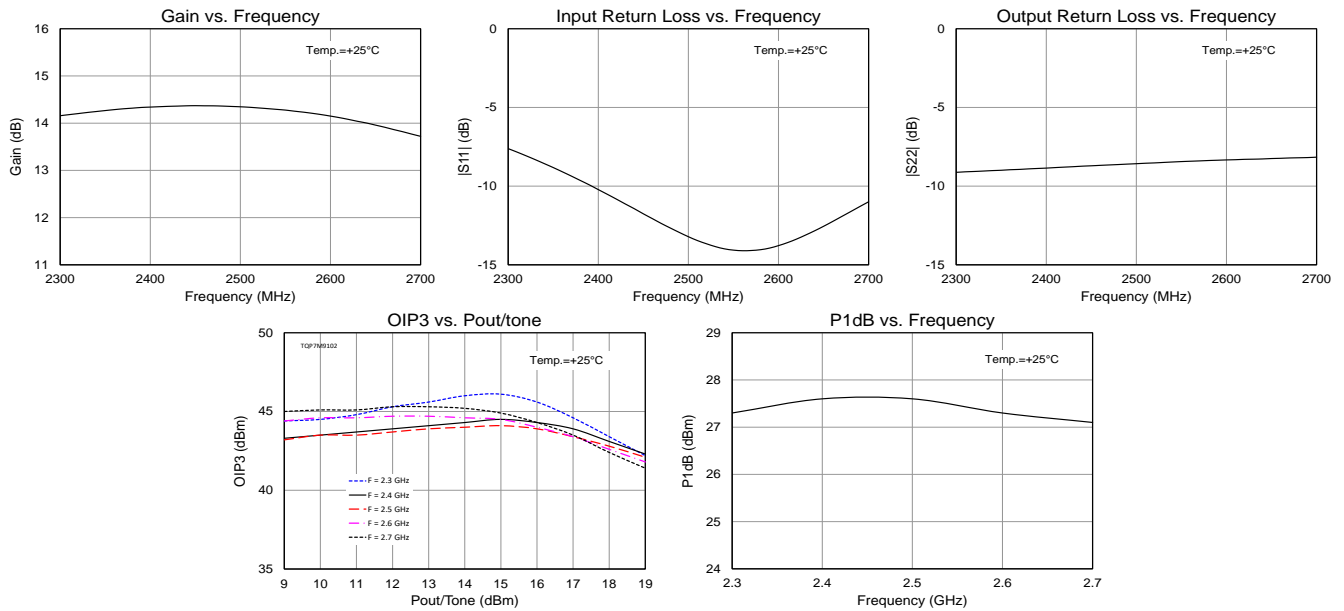 Gain vs. Frequency
16
15
14
13
12
11
Gain (dB)
Temp.=+25°C
2300
2400
2500
2600
2700
Frequency (MHz)
Input Return Loss vs. Frequency
0
-5
-10
-15
|S11| (dB)
Temp.=+25°C
2300
2400
2500
2600
2700
Frequency (MHz)
Output Return Loss vs. Frequency
0
-5
-10
-15
|S22| (dB)
Temp.=+25°C
2300
2400
2500
2600
2700
Frequency (MHz)
OIP3 vs. Pout/tone
50
45
40
35
OIP3 (dBm)
TQP7M9102
Temp.=+25°C
F = 2.3 GHz
F = 2.4 GHz
F = 2.5 GHz
F = 2.6 GHz
F = 2.7 GHz
9
10
11
12
13
14
15
16
17
18
19
Pout/Tone (dBm)
P1dB vs. Frequency
29
28
27
26
25
24
P1dB (dBm)
Temp.=+25°C
2.3
2.4
2.5
2.6
2.7
Frequency (GHz)